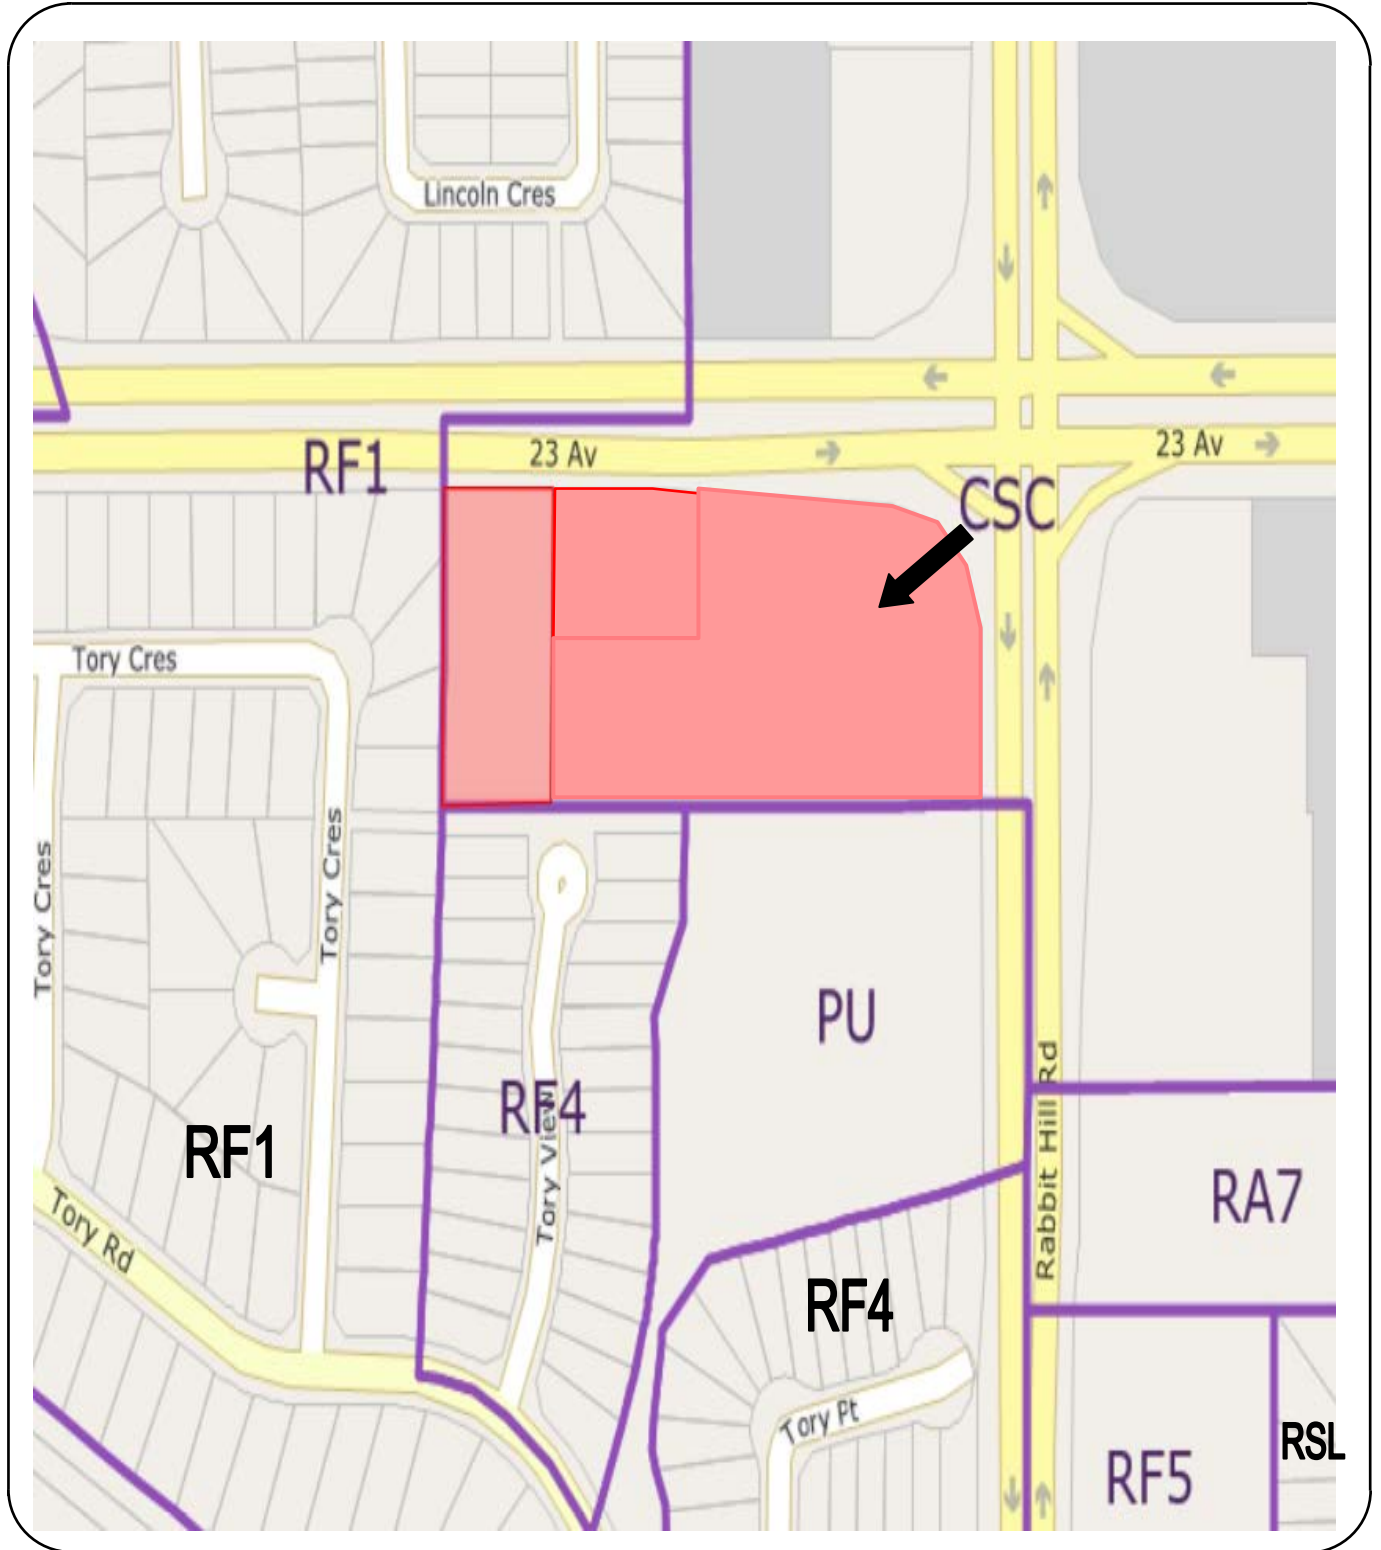 Lincoln Cres
RF1
23 Av
23 Av
CSC
Tory Cres
Tory Cres
Tory Cres
PU
RF4
Tory View
Rabbit Hill Rd
RF1
RA7
Tory Rd
RF4
Tory Pt
RSL
RF5